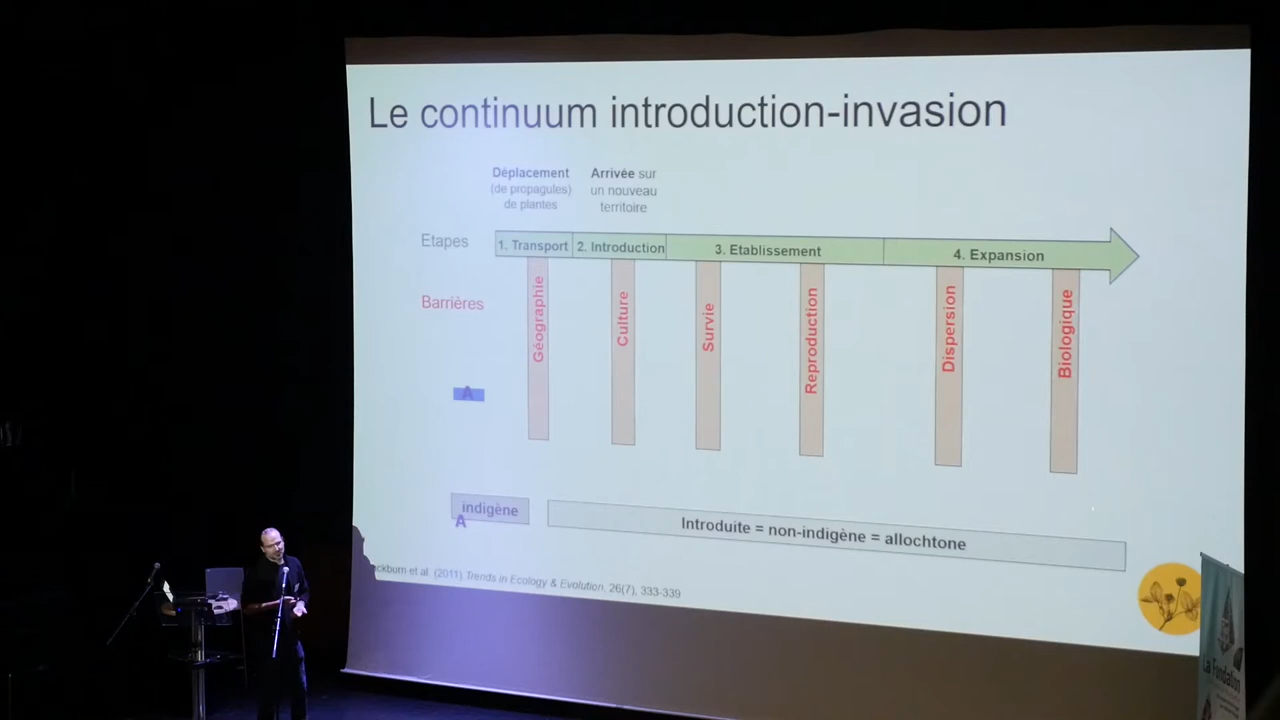 Le continuum introduction-invasion
Déplacement
(de propagules)
de plantes
Arrivée sur
un nouveau
territoire
Etapes
1. Transport
2. Introduction
3. Etablissement
4. Expansion
Barrières
Géographie
Culture
Survie
Reproduction
Dispersion
Biologique
A
indigène
A
Introduite = non-indigène = allochtone
et al. (2011) Trends in Ecology & Evolution, 26(7), 333-339
La Fondation